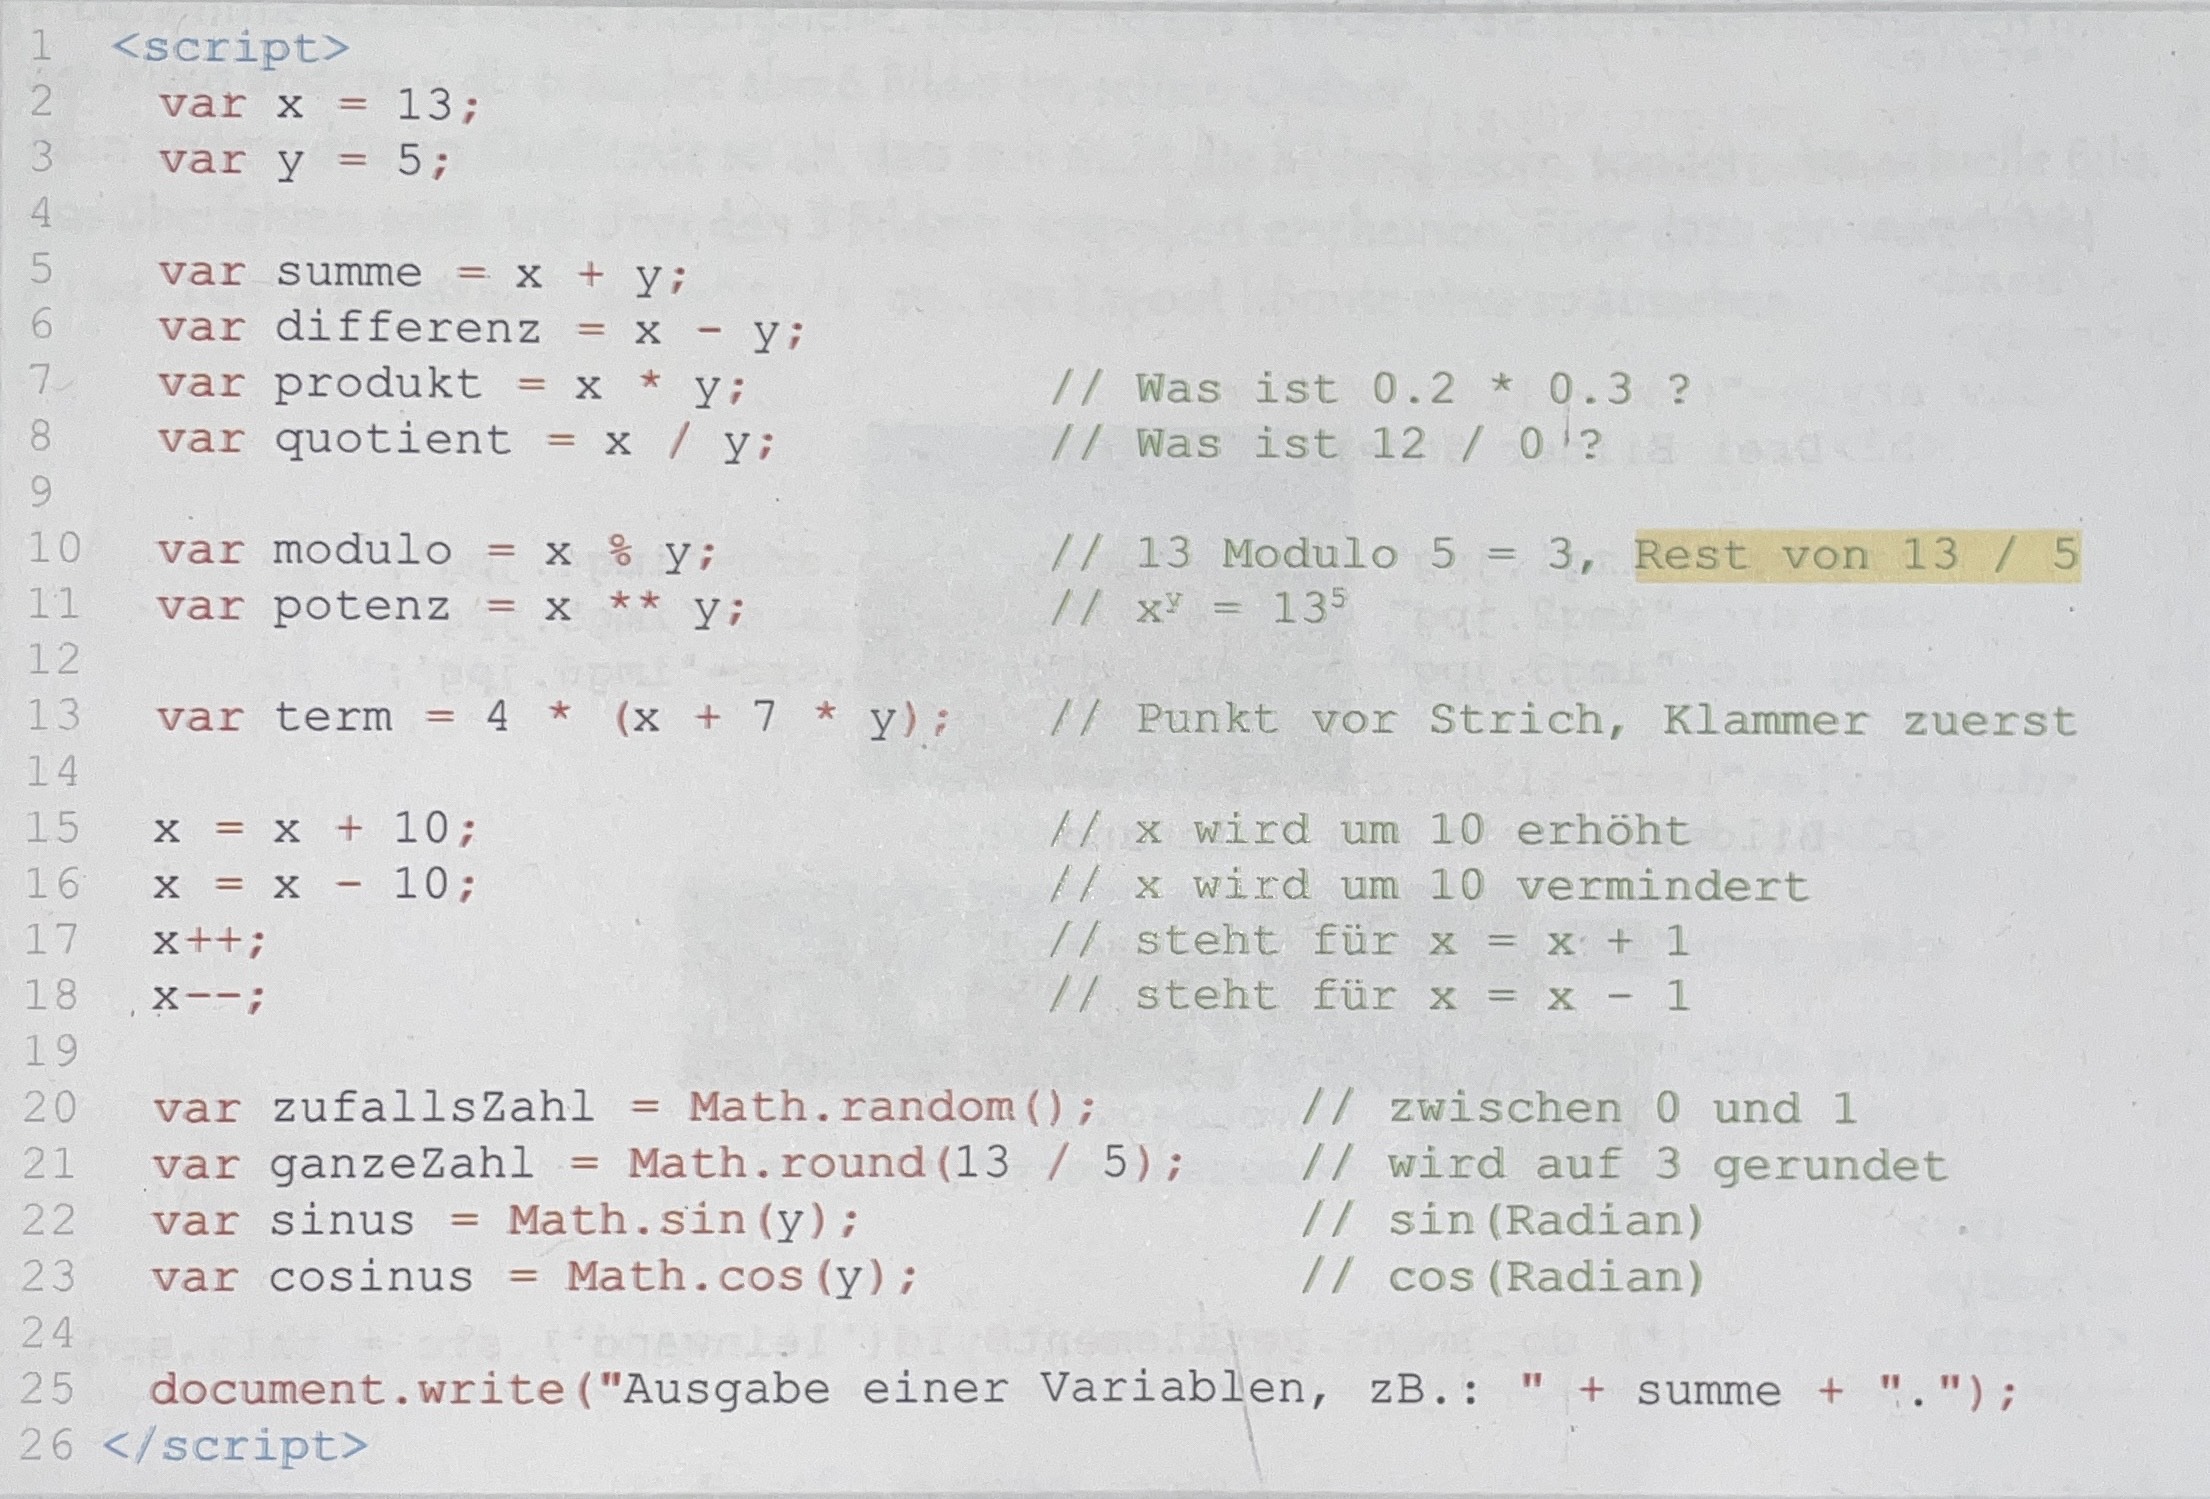 1 <script>
2 var x = 13;
3 var y = 5;
4
5 var summe = x + y;
6 var differenz = x - y;
7 var produkt = x * y; // Was ist 0.2 * 0.3 ?
8 var quotient = x / y; // Was ist 12 / 0 ?
9
10 var modulo = x % y; // 13 Modulo 5 = 3, Rest von 13 / 5
11 var potenz = x ** y; // xʸ = 13⁵
12
13 var term = 4 * (x + 7 * y); // Punkt vor Strich, Klammer zuerst
14
15 x = x + 10; // x wird um 10 erhöht
16 x = x - 10; // x wird um 10 vermindert
17 x++; // steht für x = x + 1
18 x--; // steht für x = x - 1
19
20 var zufallsZahl = Math.random(); // zwischen 0 und 1
21 var ganzeZahl = Math.round(13 / 5); // wird auf 3 gerundet
22 var sinus = Math.sin(y); // sin(Radian)
23 var cosinus = Math.cos(y); // cos(Radian)
24
25 document.write("Ausgabe einer Variablen, zB.: " + summe + ".");
26 </script>